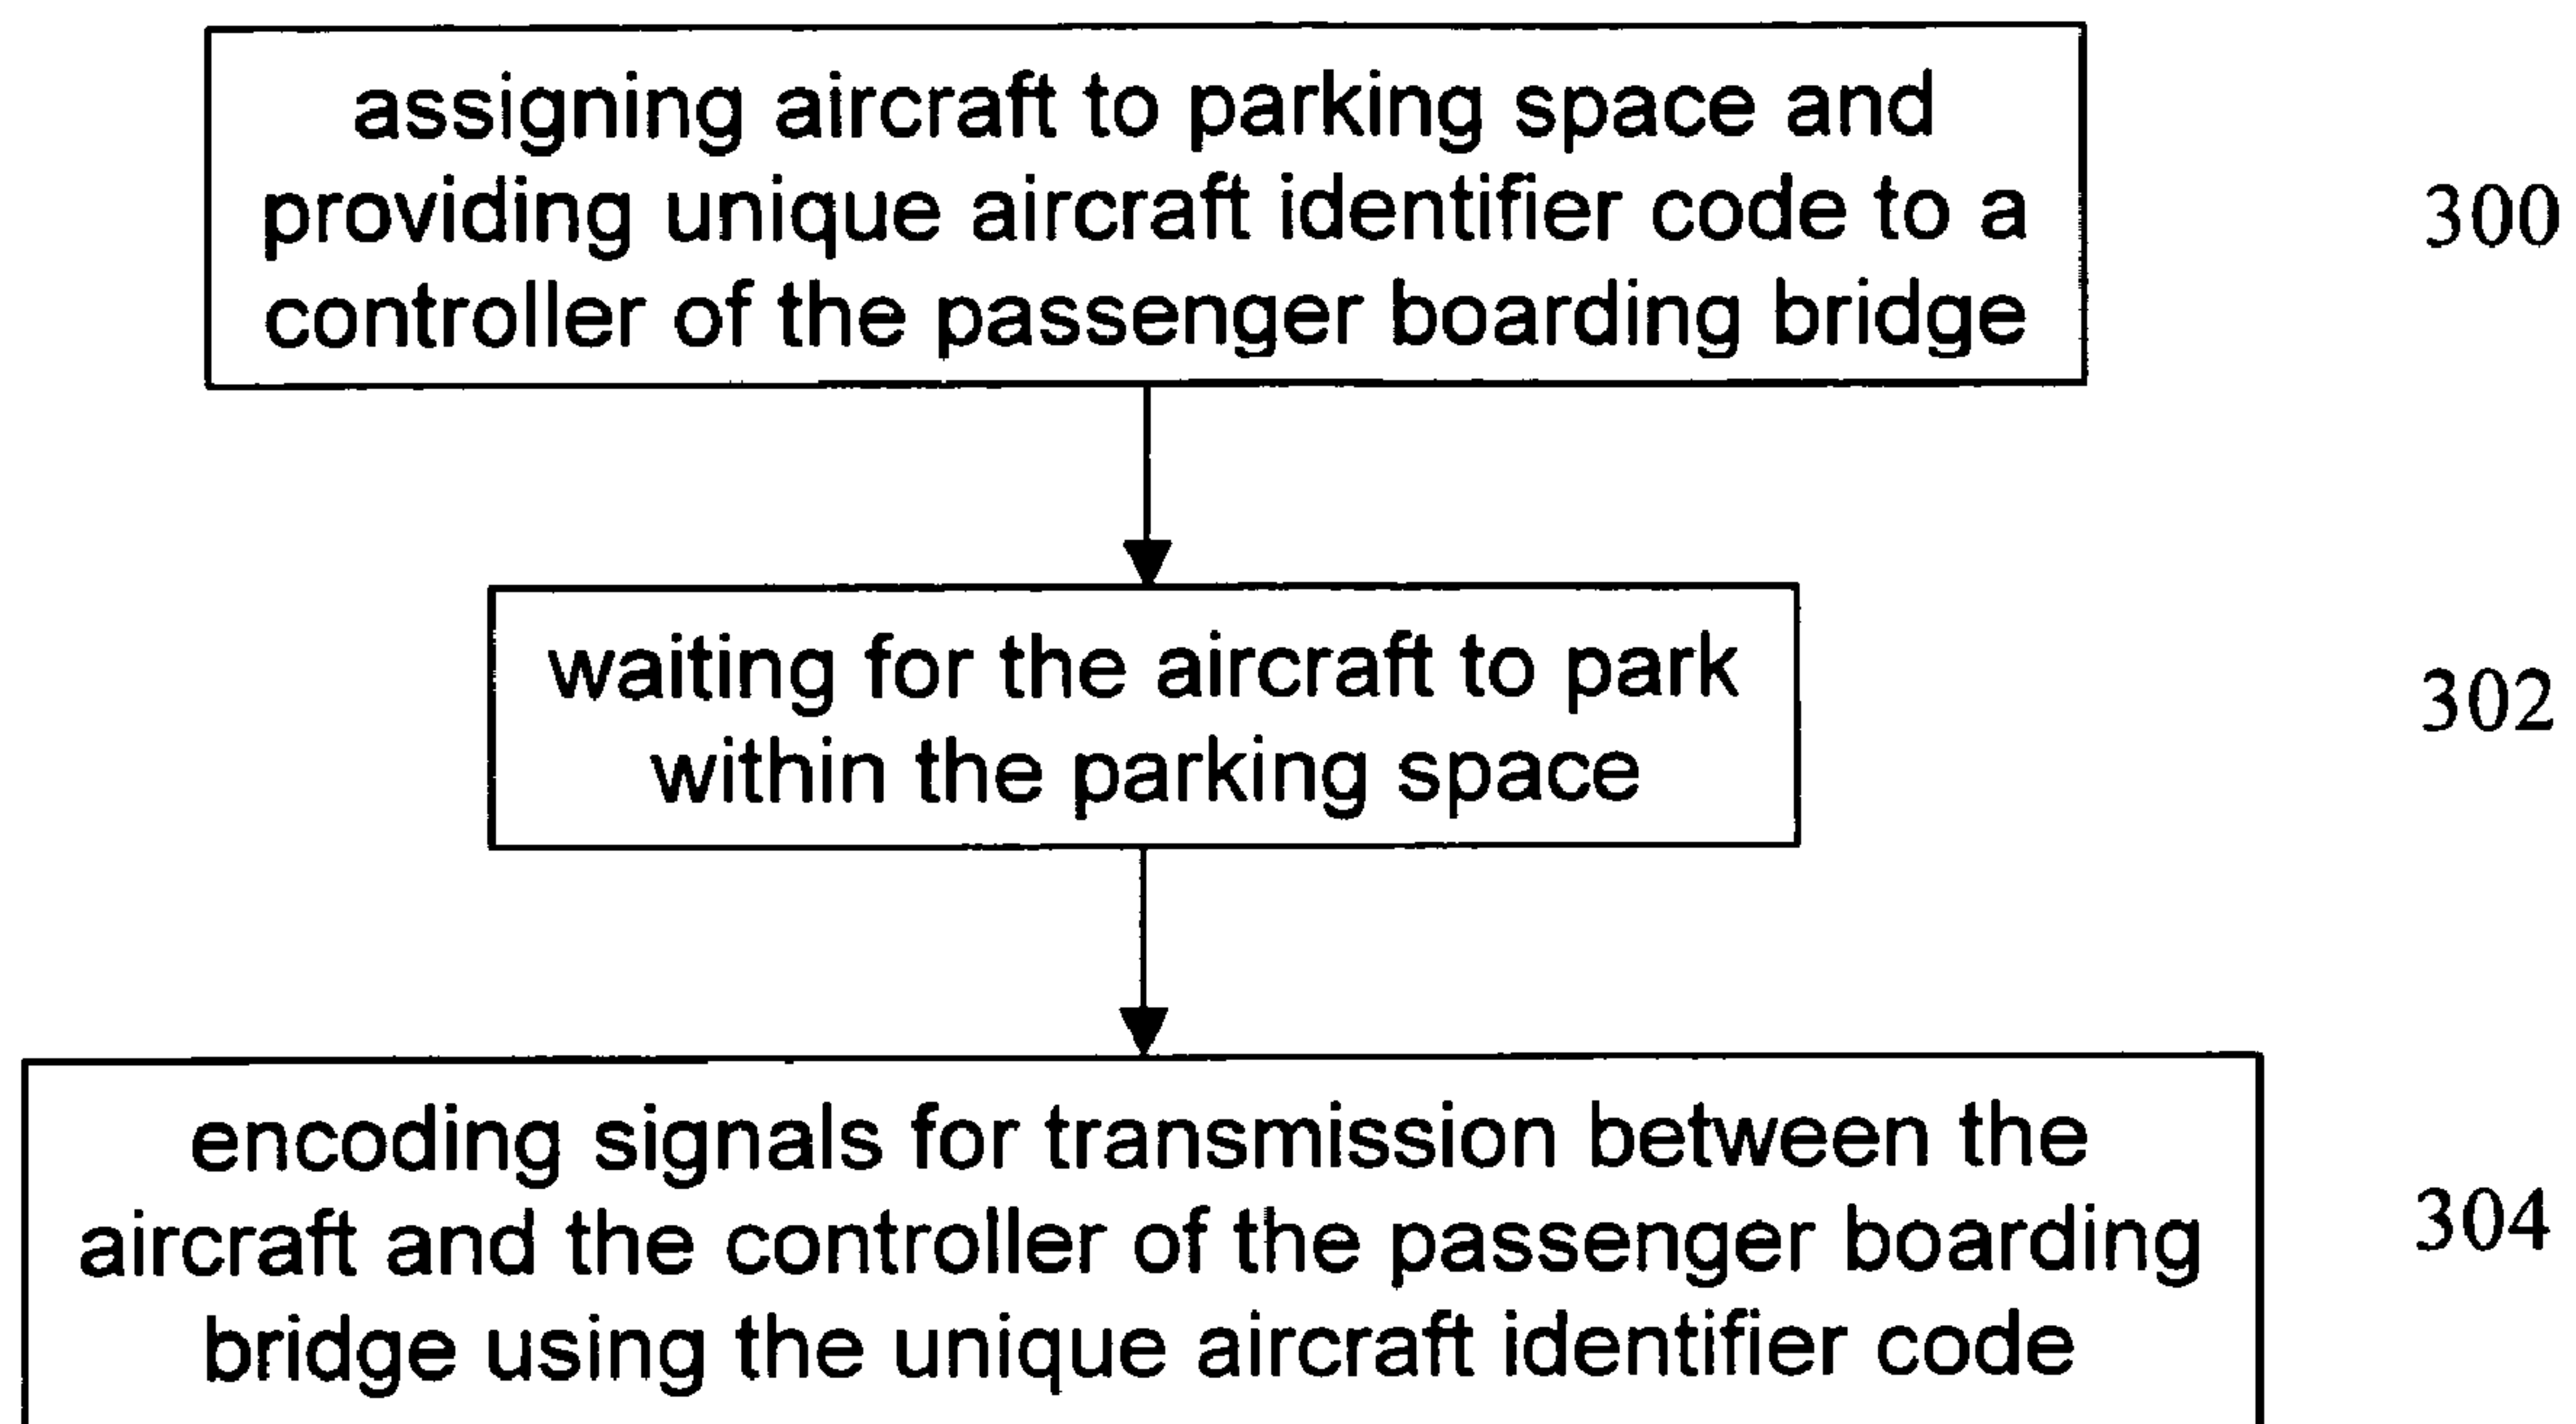 assigning aircraft to parking space and
providing unique aircraft identifier code to a
controller of the passenger boarding bridge
300
waiting for the aircraft to park
within the parking space
302
encoding signals for transmission between the
aircraft and the controller of the passenger boarding
bridge using the unique aircraft identifier code
304